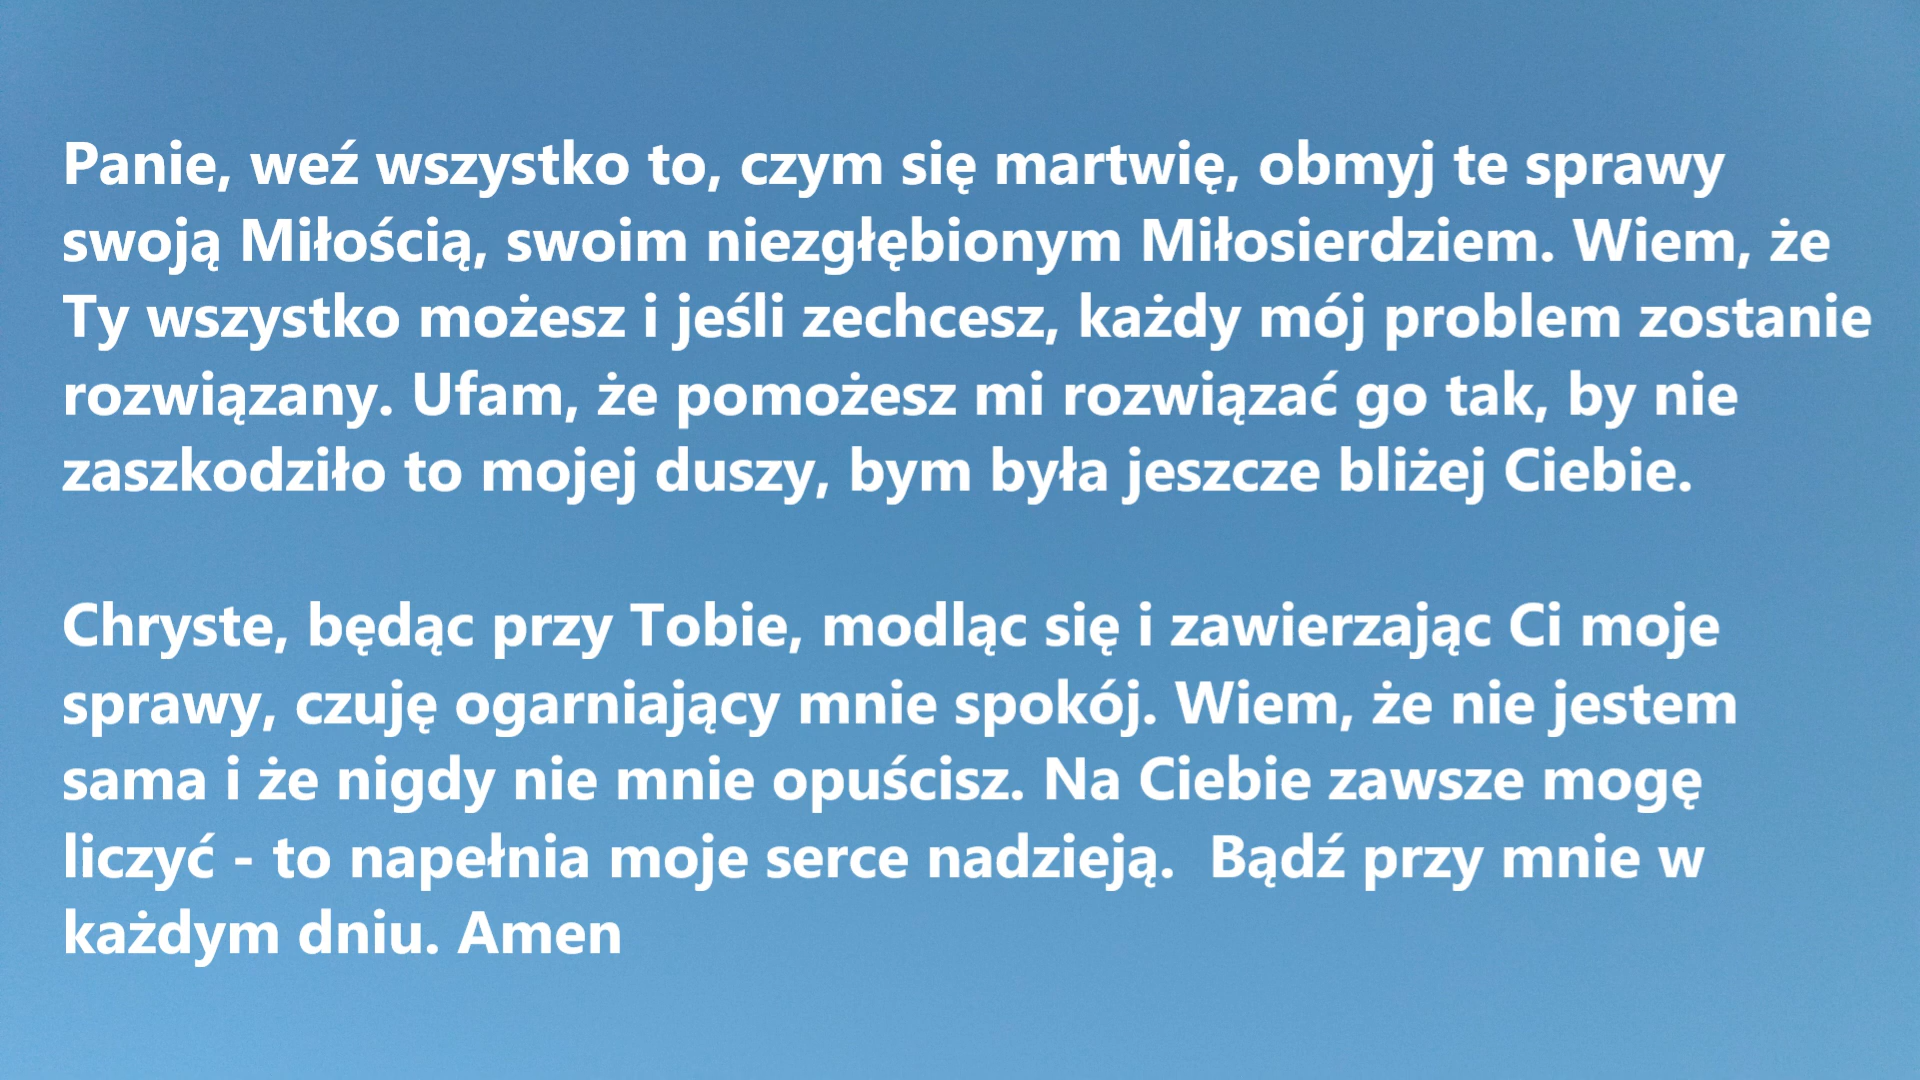 Panie, weź wszystko to, czym się martwię, obmyj te sprawy
swoją Miłością, swoim niezgłębionym Miłosierdziem. Wiem, że
Ty wszystko możesz i jeśli zechcesz, każdy mój problem zostanie
rozwiązany. Ufam, że pomożesz mi rozwiązać go tak, by nie
zaszkodziło to mojej duszy, bym była jeszcze bliżej Ciebie.

Chryste, będąc przy Tobie, modląc się i zawierzając Ci moje
sprawy, czuję ogarniający mnie spokój. Wiem, że nie jestem
sama i że nigdy nie mnie opuścisz. Na Ciebie zawsze mogę
liczyć - to napełnia moje serce nadzieją.  Bądź przy mnie w
każdym dniu. Amen